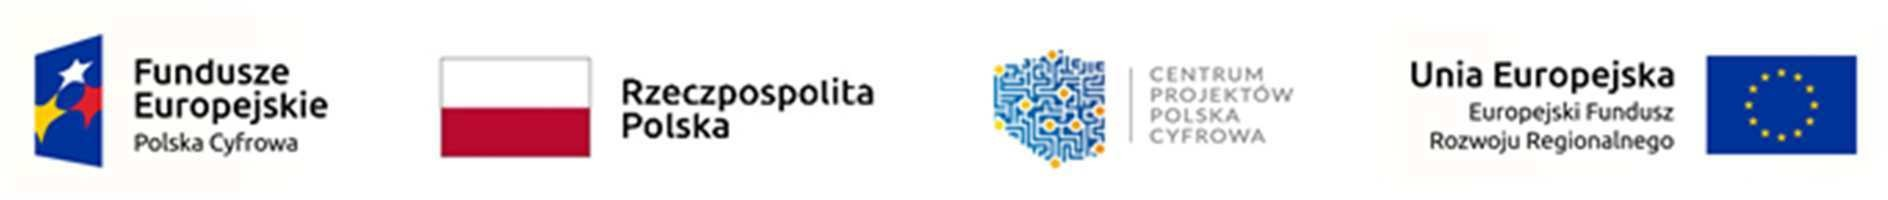 Fundusze
Europejskie
Polska Cyfrowa
Rzeczpospolita
Polska
CENTRUM
PROJEKTÓW
POLSKA
CYFROWA
Unia Europejska
Europejski Fundusz
Rozwoju Regionalnego